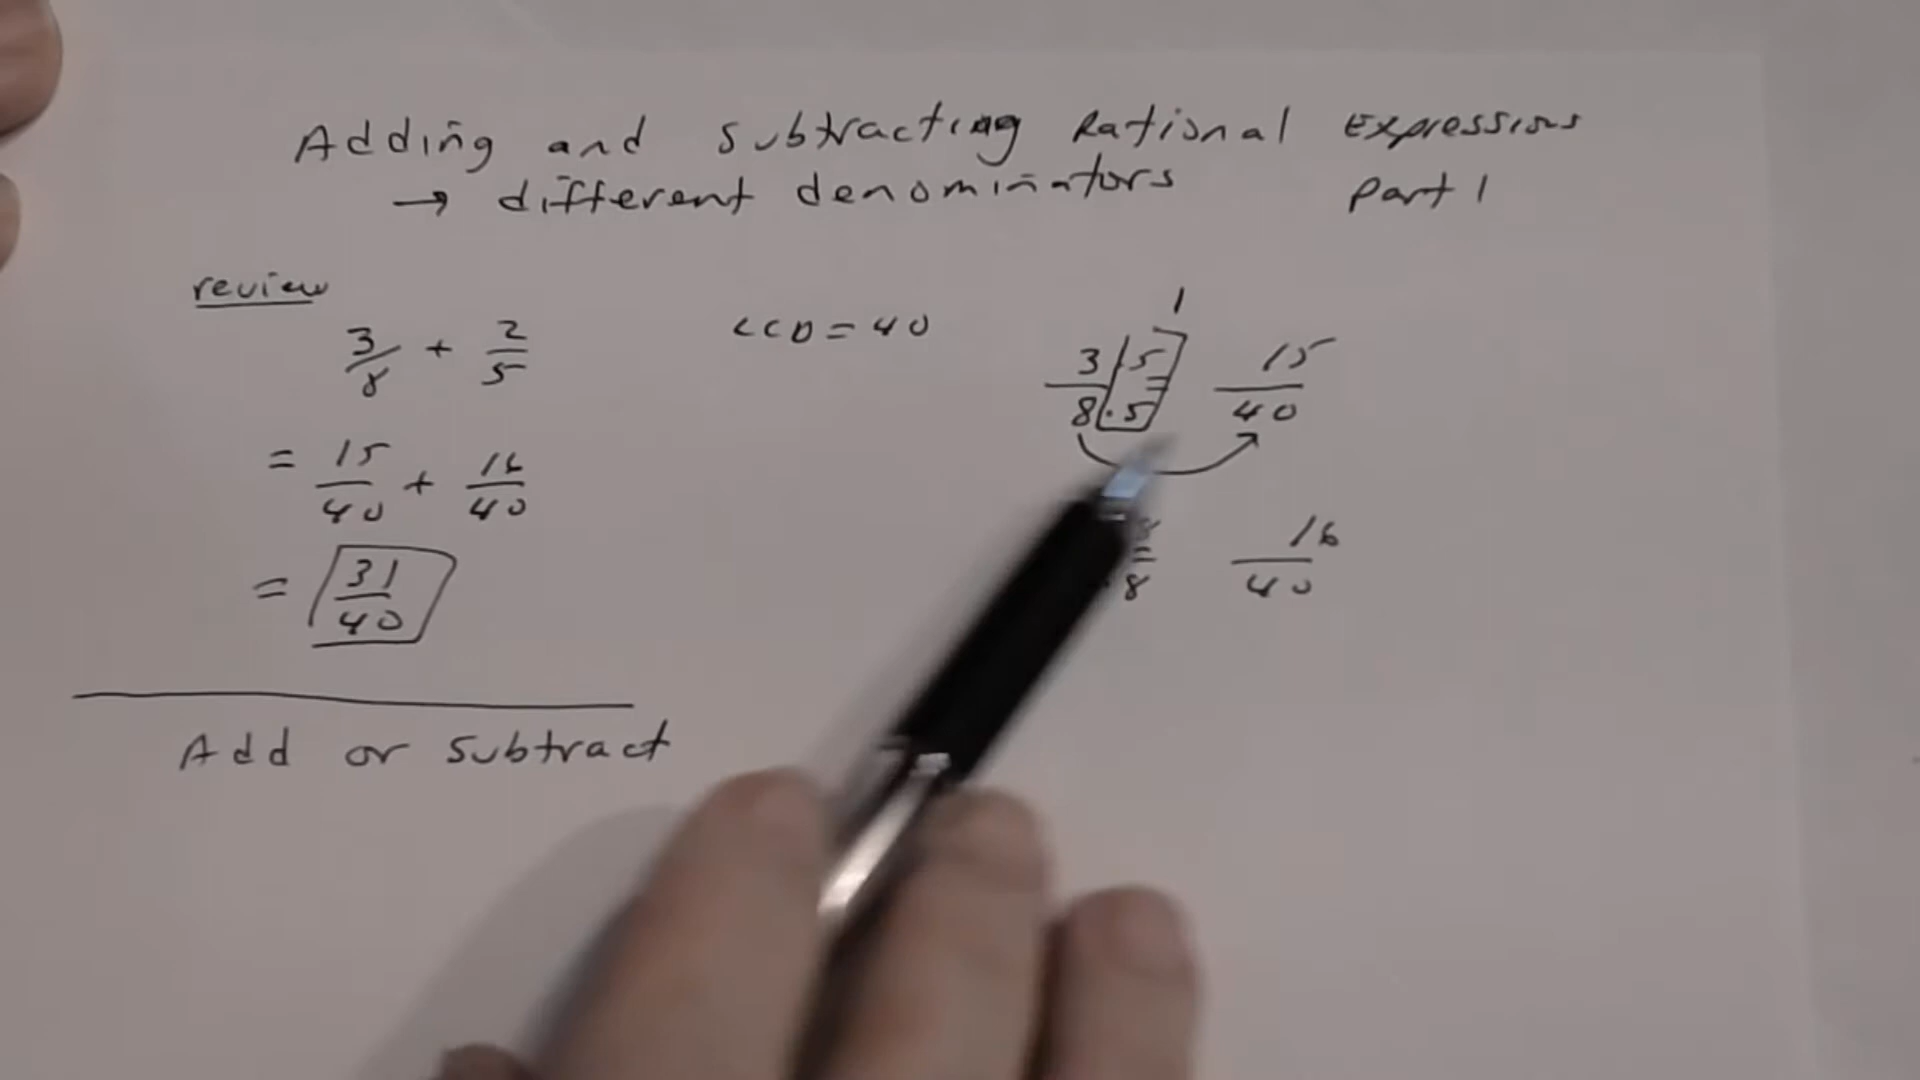 Adding and Subtracting Rational Expressions
→ different denominators Part 1
review
3/8 + 2/5
= 15/40 + 16/40
= 31/40
LCD = 40
1
3·5/8·5 = 15/40
8/8 = 16/40
Add or Subtract